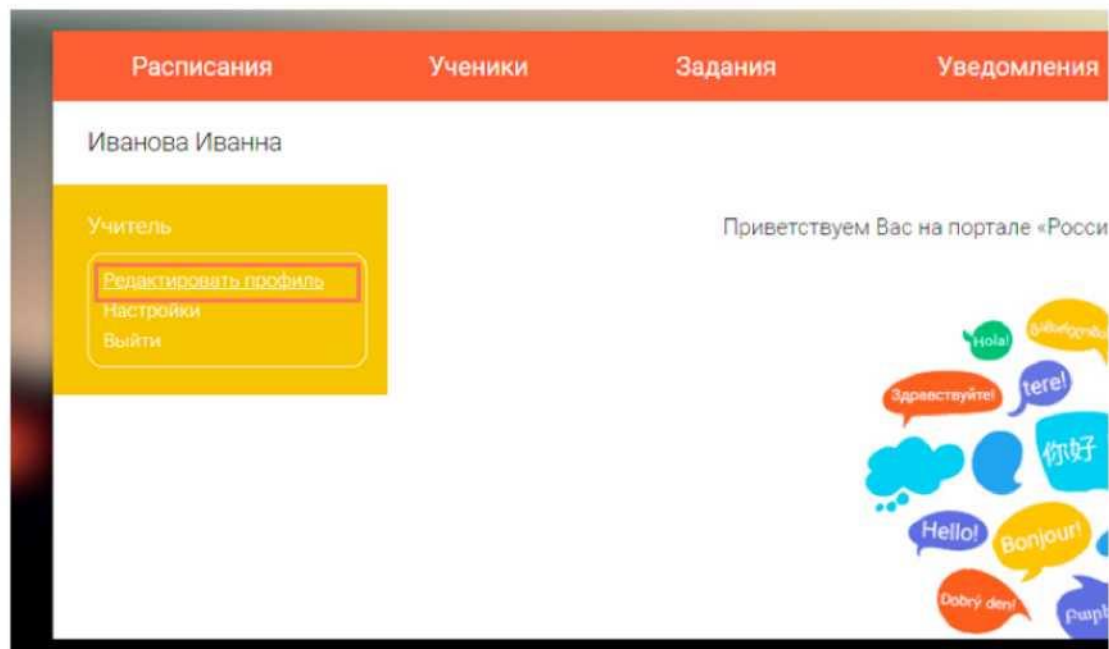 Расписания Ученики Задания Уведомления
Иванова Иванна
Учитель
Приветствуем Вас на портале «Росси
Редактировать профиль
Настройки
Выйти
Hola!
Здравствуйте!
tere!
你好
Hello!
Bonjour!
Dobrý den!